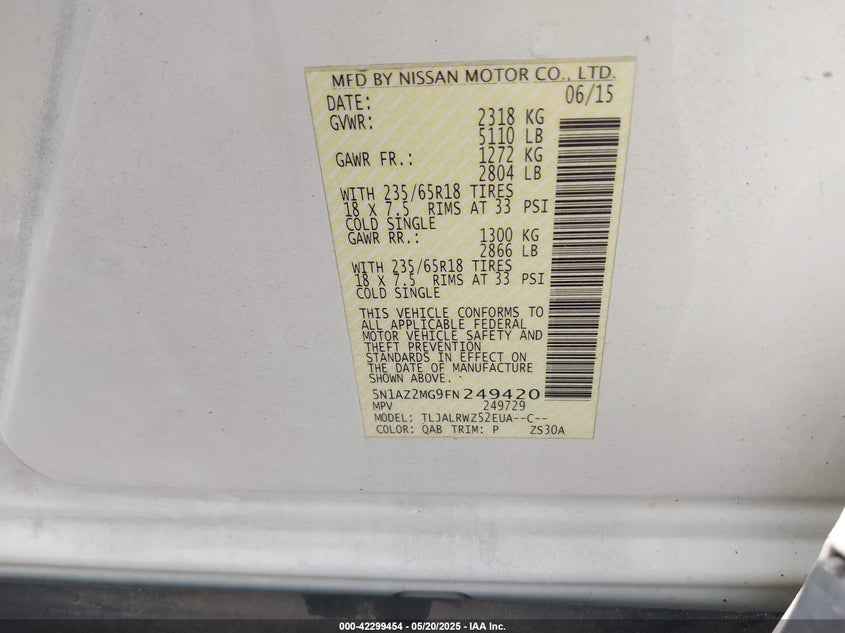 MFD BY NISSAN MOTOR CO., LTD.
DATE: 06/15
GVWR: 2318 KG
5110 LB
GAWR FR.: 1272 KG
2804 LB
WITH 235/65R18 TIRES
18 X 7.5 RIMS AT 33 PSI
COLD SINGLE
GAWR RR.: 1300 KG
2866 LB
WITH 235/65R18 TIRES
18 X 7.5 RIMS AT 33 PSI
COLD SINGLE
THIS VEHICLE CONFORMS TO
ALL APPLICABLE FEDERAL
MOTOR VEHICLE SAFETY AND
THEFT PREVENTION
STANDARDS IN EFFECT ON
THE DATE OF MANUFACTURE
SHOWN ABOVE.
5N1AZ2MG9FN249420
MPV 249729
MODEL: TLJALRWZ52EUA--C--
COLOR: QAB TRIM: P ZS30A
000-42299454 - 05/20/2025 - IAA Inc.